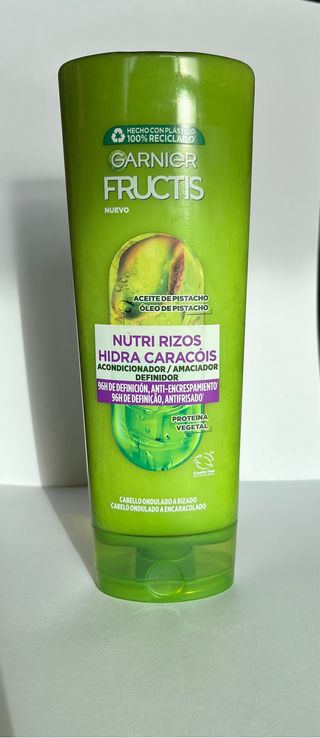 HECHO CON PLÁSTICO
100% RECICLADO
GARNIER
FRUCTIS
NUEVO
ACEITE DE PISTACHO
ÓLEO DE PISTACHO
NUTRI RIZOS
HIDRA CARACÓIS
ACONDICIONADOR / AMACIADOR
DEFINIDOR
96H DE DEFINICIÓN, ANTI-ENCRESPAMIENTO*
96H DE DEFINIÇÃO, ANTIFRISADO*
PROTEÍNA
VEGETAL
Cruelty Free
CABELLO ONDULADO A RIZADO
CABELO ONDULADO A ENCARACOLADO